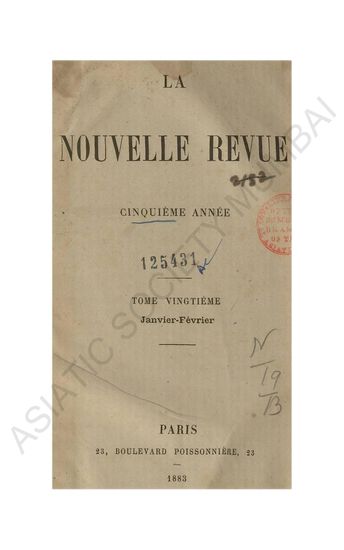 LA
NOUVELLE REVUE
CINQUIÈME ANNÉE
125431
TOME VINGTIÈME
Janvier-Février
N
19
B
PARIS
23, BOULEVARD POISSONNIÈRE, 23
1883
ASIATIC SOCIETY MUMBAI